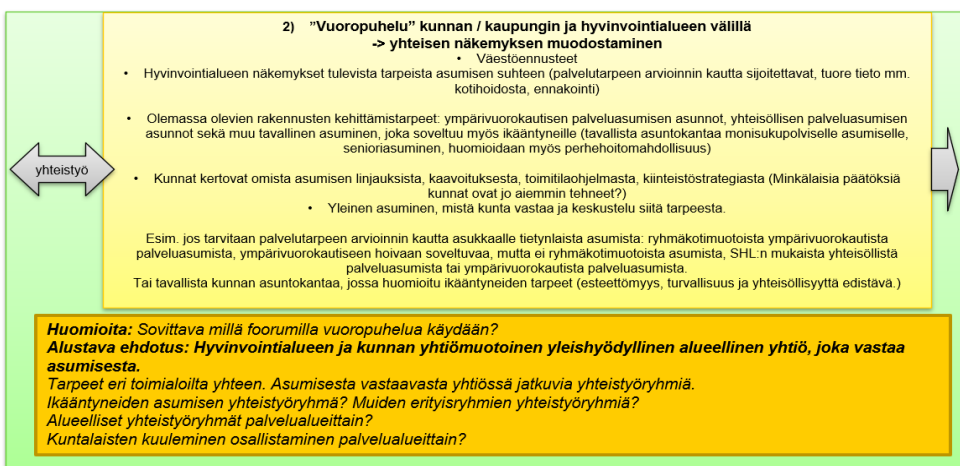 2) ”Vuoropuhelu” kunnan / kaupungin ja hyvinvointialueen välillä
-> yhteisen näkemyksen muodostaminen
• Väestöennusteet
• Hyvinvointialueen näkemykset tulevista tarpeista asumisen suhteen (palvelutarpeen arvioinnin kautta sijoitettavat, tuore tieto mm.
kotihoidosta, ennakointi)
• Olemassa olevien rakennusten kehittämistarpeet: ympärivuorokautisen palveluasumisen asunnot, yhteisöllisen palveluasumisen
asunnot sekä muu tavallinen asuminen, joka soveltuu myös ikääntyneille (tavallista asuntokantaa monisukupolviselle asumiselle,
senioriasuminen, huomioidaan myös perhehoitomahdollisuus)
yhteistyö
• Kunnat kertovat omista asumisen linjauksista, kaavoituksesta, toimitilaohjelmasta, kiinteistöstrategiasta (Minkälaisia päätöksiä
kunnat ovat jo aiemmin tehneet?)
• Yleinen asuminen, mistä kunta vastaa ja keskustelu siitä tarpeesta.
Esim. jos tarvitaan palvelutarpeen arvioinnin kautta asukkaalle tietynlaista asumista: ryhmäkotimuotoista ympärivuorokautista
palveluasumista, ympärivuorokautiseen hoivaan soveltuvaa, mutta ei ryhmäkotimuotoista asumista, SHL:n mukaista yhteisöllistä
palveluasumista tai ympärivuorokautista palveluasumista.
Tai tavallista kunnan asuntokantaa, jossa huomioitu ikääntyneiden tarpeet (esteettömyys, turvallisuus ja yhteisöllisyyttä edistävä.)
Huomioita: Sovittava millä foorumilla vuoropuhelua käydään?
Alustava ehdotus: Hyvinvointialueen ja kunnan yhtiömuotoinen yleishyödyllinen alueellinen yhtiö, joka vastaa
asumisesta.
Tarpeet eri toimialoilta yhteen. Asumisesta vastaavasta yhtiössä jatkuvia yhteistyöryhmiä.
Ikääntyneiden asumisen yhteistyöryhmä? Muiden erityisryhmien yhteistyöryhmiä?
Alueelliset yhteistyöryhmät palvelualueittain?
Kuntalaisten kuuleminen osallistaminen palvelualueittain?